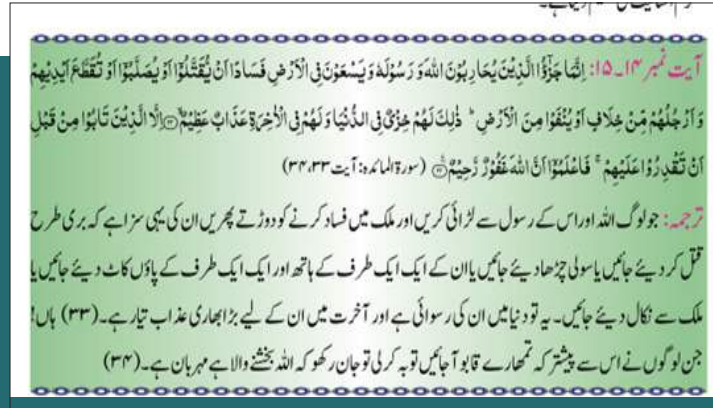 آیت نمبر ۱۴۔۱۵: اِنَّمَا جَزٰٓؤُا الَّذِیْنَ یُحَارِبُوْنَ اللّٰهَ وَ رَسُوْلَهٗ وَ یَسْعَوْنَ فِی الْاَرْضِ فَسَادًا اَنْ یُّقَتَّلُوْۤا اَوْ یُصَلَّبُوْۤا اَوْ تُقَطَّعَ اَیْدِیْهِمْ
وَ اَرْجُلُهُمْ مِّنْ خِلَافٍ اَوْ یُنْفَوْا مِنَ الْاَرْضِ ؕ ذٰلِكَ لَهُمْ خِزْیٌ فِی الدُّنْیَا وَ لَهُمْ فِی الْاٰخِرَةِ عَذَابٌ عَظِیْمٌ ۙ﴿۳۳﴾ اِلَّا الَّذِیْنَ تَابُوْا مِنْ قَبْلِ
اَنْ تَقْدِرُوْا عَلَیْهِمْ ۚ فَاعْلَمُوْۤا اَنَّ اللّٰهَ غَفُوْرٌ رَّحِیْمٌ ﴿۳۴﴾ (سورۃ المائدہ: آیت ۳۳، ۳۴)
ترجمہ: جو لوگ اللہ اور اس کے رسول سے لڑائی کریں اور ملک میں فساد کرنے کو دوڑتے پھریں ان کی یہی سزا ہے کہ بری طرح
قتل کر دیئے جائیں یا سولی چڑھا دیئے جائیں یا ان کے ایک ایک طرف کے ہاتھ اور ایک ایک طرف کے پاؤں کاٹ دیئے جائیں یا
ملک سے نکال دیئے جائیں۔ یہ تو دنیا میں ان کی رسوائی ہے اور آخرت میں ان کے لیے بڑا بھاری عذاب تیار ہے۔ (۳۳) ہاں!
جن لوگوں نے اس سے پیشتر کہ تمھارے قابو آ جائیں توبہ کر لی تو جان رکھو کہ اللہ بخشنے والا ہے مہربان ہے۔ (۳۴)